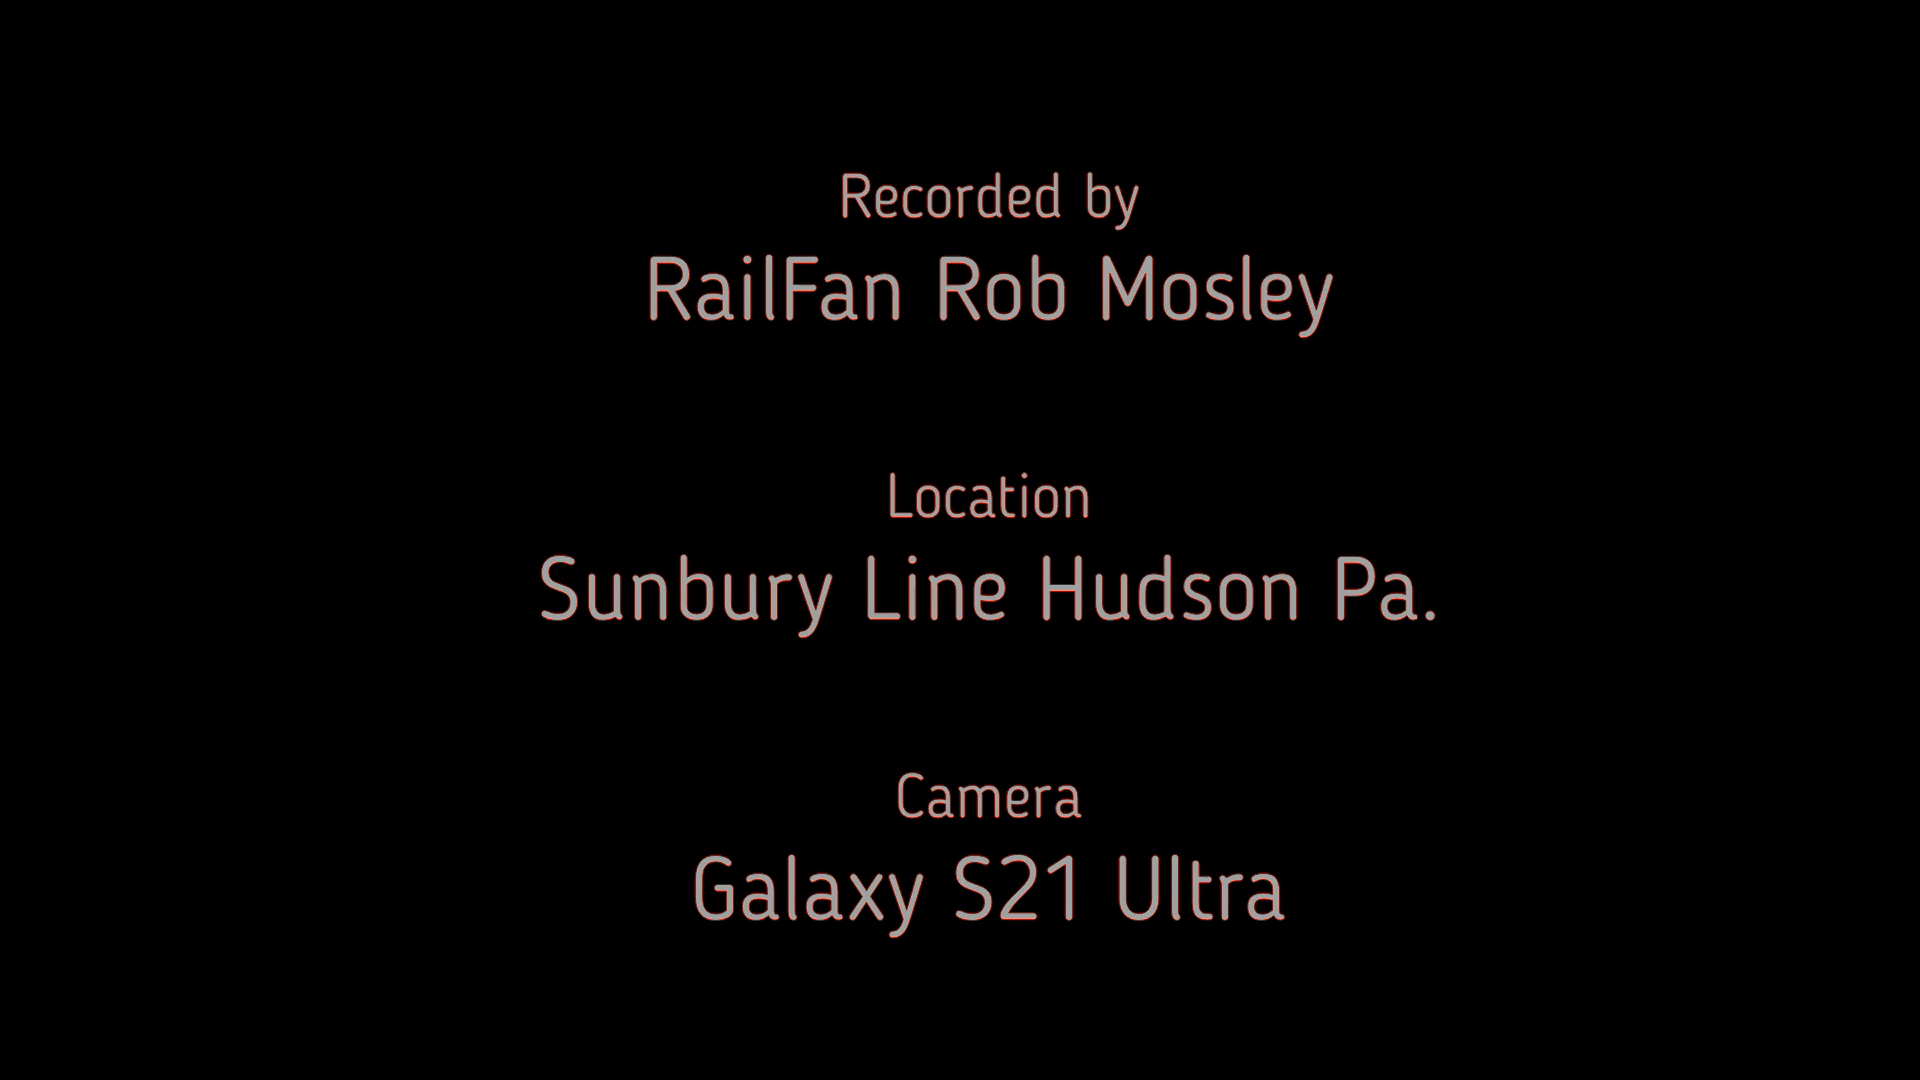 Recorded by
RailFan Rob Mosley
Location
Sunbury Line Hudson Pa.
Camera
Galaxy S21 Ultra